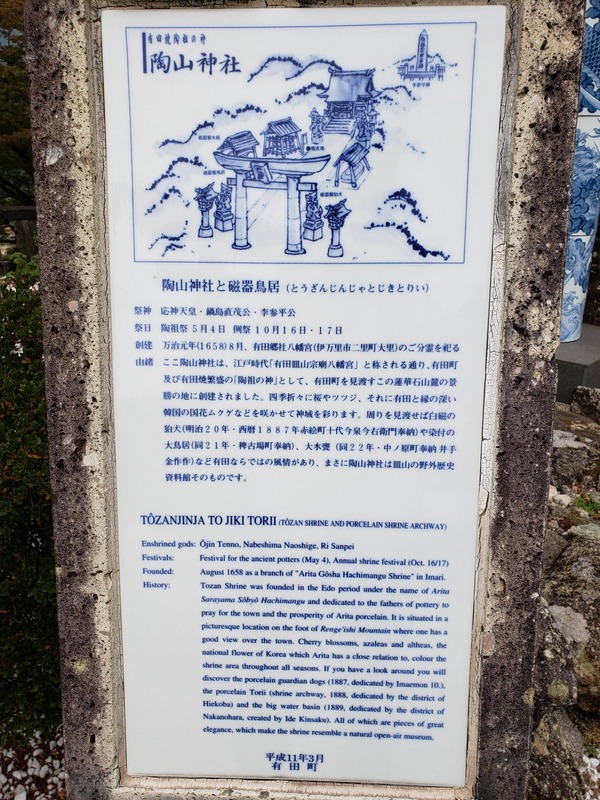 有田焼陶祖の神
陶山神社
陶山神社と磁器鳥居(とうざんじんじゃとじきとりい)
祭神 応神天皇・鍋島直茂公・李参平公
祭日 陶祖祭5月4日 例祭10月16日・17日
創建 万治元年(1658)8月、有田郷社八幡宮(伊万里市二里町大里)のご分霊を祀る
由緒 ここ陶山神社は、江戸時代「有田皿山宗廟八幡宮」と称される通り、有田町
及び有田焼繁盛の「陶祖の神」として、有田町を見渡すこの蓮華石山麓の景
勝の地に創建されました。四季折々に桜やツツジ、それに有田と縁の深い
韓国の国花ムクゲなどを咲かせて神域を彩ります。周りを見渡せば白磁の
狛犬(明治20年・西暦1887年赤絵町十代今泉今右衛門奉納)や染付の
大鳥居(同21年・稗古場町奉納)、大水甕(同22年・中ノ原町奉納 井手
金作作)など有田ならではの風情があり、まさに陶山神社は皿山の野外歴史
資料館そのものです。
TÔZANJINJA TO JIKI TORII (TÔZAN SHRINE AND PORCELAIN SHRINE ARCHWAY)
Enshrined gods: Ôjin Tenno, Nabeshima Naoshige, Ri Sanpei
Festivals: Festival for the ancient potters (May 4), Annual shrine festival (Oct. 16/17)
Founded: August 1658 as a branch of "Arita Gôsha Hachimangu Shrine" in Imari.
History: Tozan Shrine was founded in the Edo period under the name of Arita
Sarayama Sôbyô Hachimangu and dedicated to the fathers of pottery to
pray for the town and the prosperity of Arita porcelain. It is situated in a
picturesque location on the foot of Renge'ishi Mountain where one has a
good view over the town. Cherry blossoms, azaleas and altheas, the
national flower of Korea which Arita has a close relation to, colour the
shrine area throughout all seasons. If you have a look around you will
discover the porcelain guardian dogs (1887, dedicated by Imaemon 10.),
the porcelain Torii (shrine archway, 1888, dedicated by the district of
Hiekoba) and the big water basin (1889, dedicated by the district of
Nakanohara, created by Ide Kinsaku). All of which are pieces of great
elegance, which make the shrine resemble a natural open-air museum.
平成11年3月
有田町